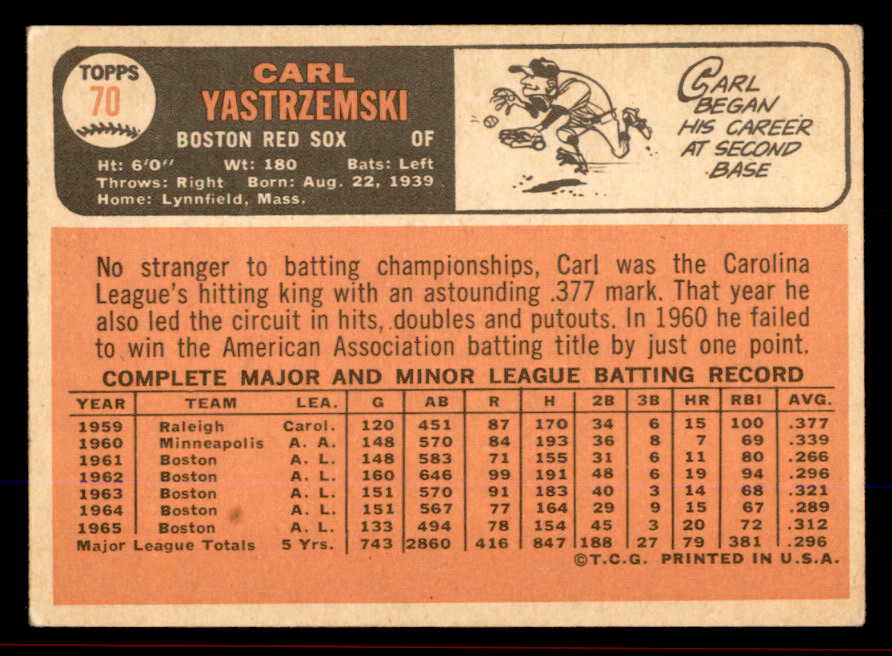 TOPPS
70
CARL
YASTRZEMSKI
BOSTON RED SOX OF
Ht: 6'0" Wt: 180 Bats: Left
Throws: Right Born: Aug. 22, 1939
Home: Lynnfield, Mass.
CARL
BEGAN
HIS CAREER
AT SECOND
BASE
No stranger to batting championships, Carl was the Carolina
League's hitting king with an astounding .377 mark. That year he
also led the circuit in hits, doubles and putouts. In 1960 he failed
to win the American Association batting title by just one point.
COMPLETE MAJOR AND MINOR LEAGUE BATTING RECORD
YEAR TEAM LEA. G AB R H 2B 3B HR RBI AVG.
1959 Raleigh Carol. 120 451 87 170 34 6 15 100 .377
1960 Minneapolis A. A. 148 570 84 193 36 8 7 69 .339
1961 Boston A. L. 148 583 71 155 31 6 11 80 .266
1962 Boston A. L. 160 646 99 191 48 6 19 94 .296
1963 Boston A. L. 151 570 91 183 40 3 14 68 .321
1964 Boston A. L. 151 567 77 164 29 9 15 67 .289
1965 Boston A. L. 133 494 78 154 45 3 20 72 .312
Major League Totals 5 Yrs. 743 2860 416 847 188 27 79 381 .296
©T.C.G. PRINTED IN U.S.A.